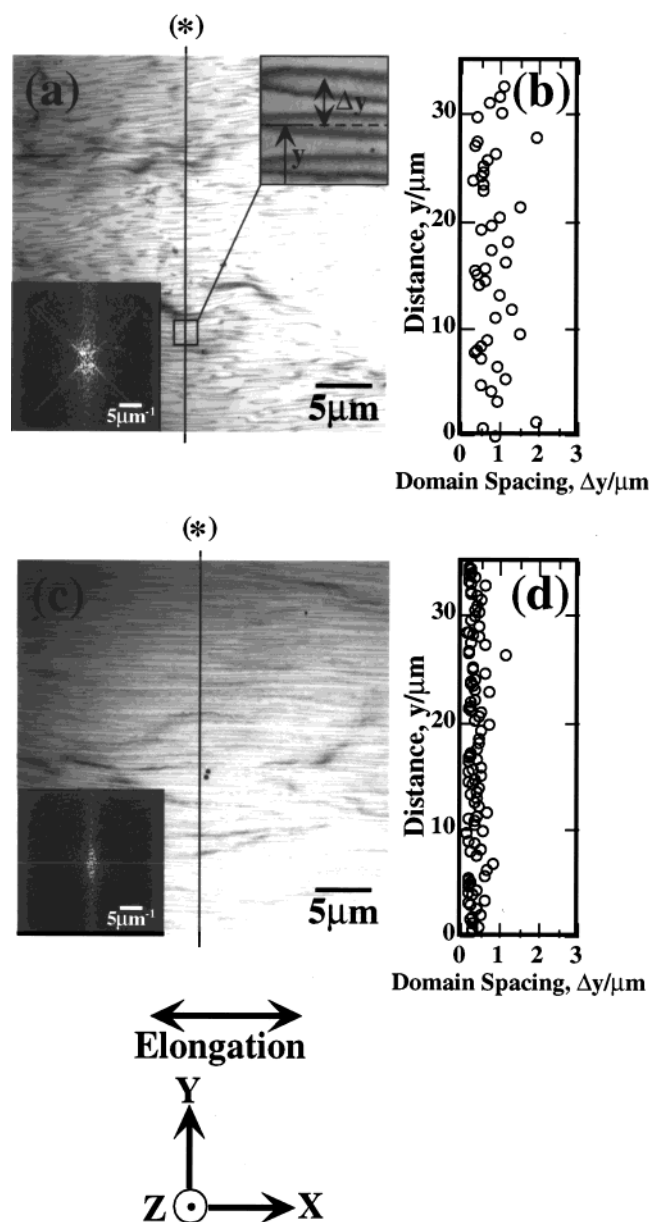 (*)
(a)
Δy
y
5μm⁻¹
5μm
(b)
30
20
10
0
Distance, y/μm
0 1 2 3
Domain Spacing, Δy/μm
(*)
(c)
5μm⁻¹
5μm
(d)
30
20
10
0
Distance, y/μm
0 1 2 3
Domain Spacing, Δy/μm
Elongation
Y
Z
X